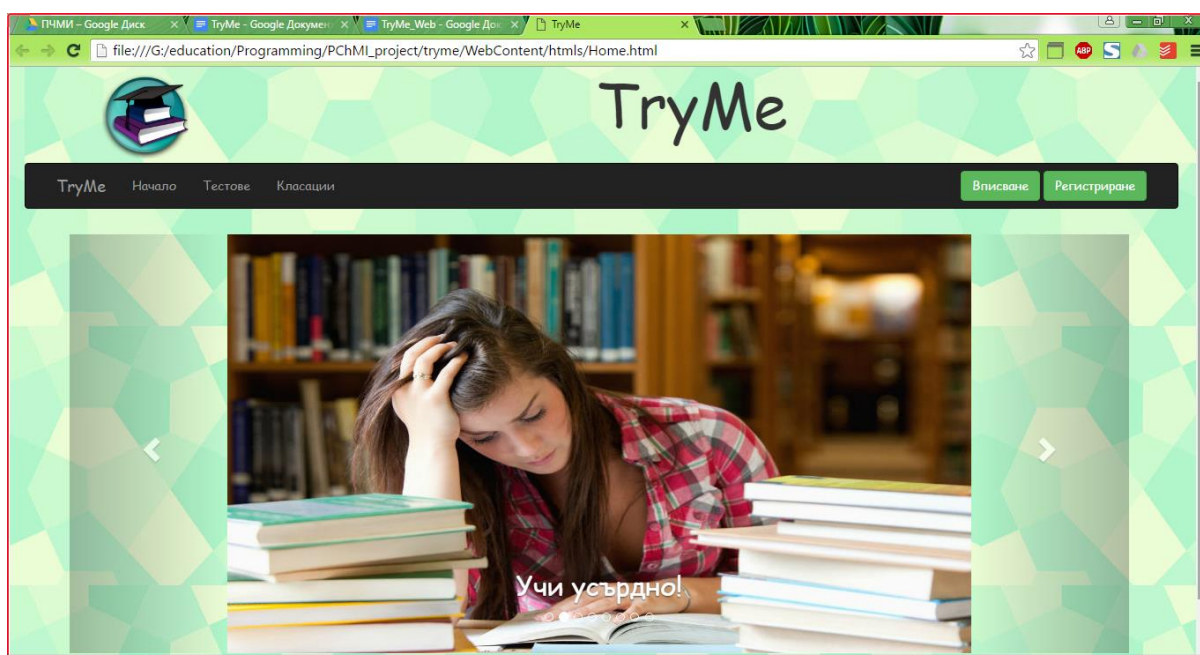 ПЧМИ – Google Диск
TryMe - Google Докумен
TryMe_Web - Google Док
TryMe
file:///G:/education/Programming/PChMI_project/tryme/WebContent/htmls/Home.html
ABP
TryMe
TryMe Начало Тестове Класации
Вписване Регистриране
Учи усърдно!